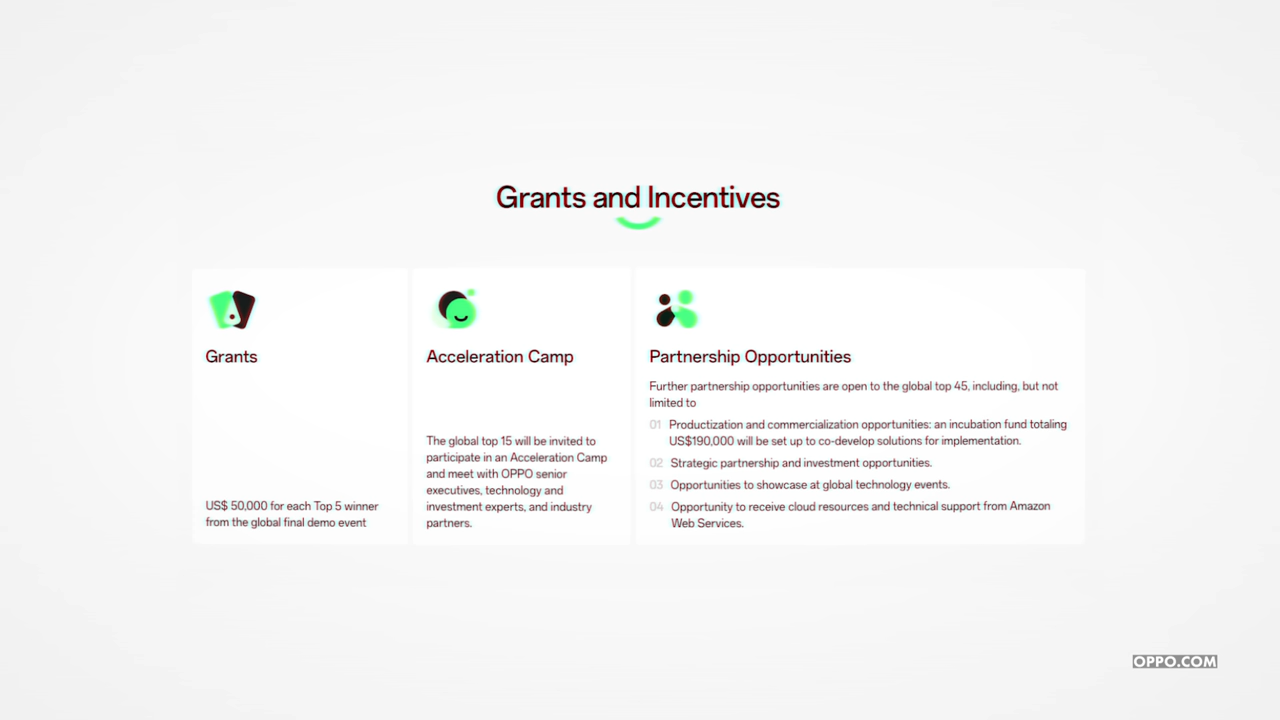 Grants and Incentives
Grants
US$ 50,000 for each Top 5 winner
from the global final demo event
Acceleration Camp
The global top 15 will be invited to
participate in an Acceleration Camp
and meet with OPPO senior
executives, technology and
investment experts, and industry
partners.
Partnership Opportunities
Further partnership opportunities are open to the global top 45, including, but not
limited to
01 Productization and commercialization opportunities: an incubation fund totaling
US$190,000 will be set up to co-develop solutions for implementation.
02 Strategic partnership and investment opportunities.
03 Opportunities to showcase at global technology events.
04 Opportunity to receive cloud resources and technical support from Amazon
Web Services.
OPPO.COM